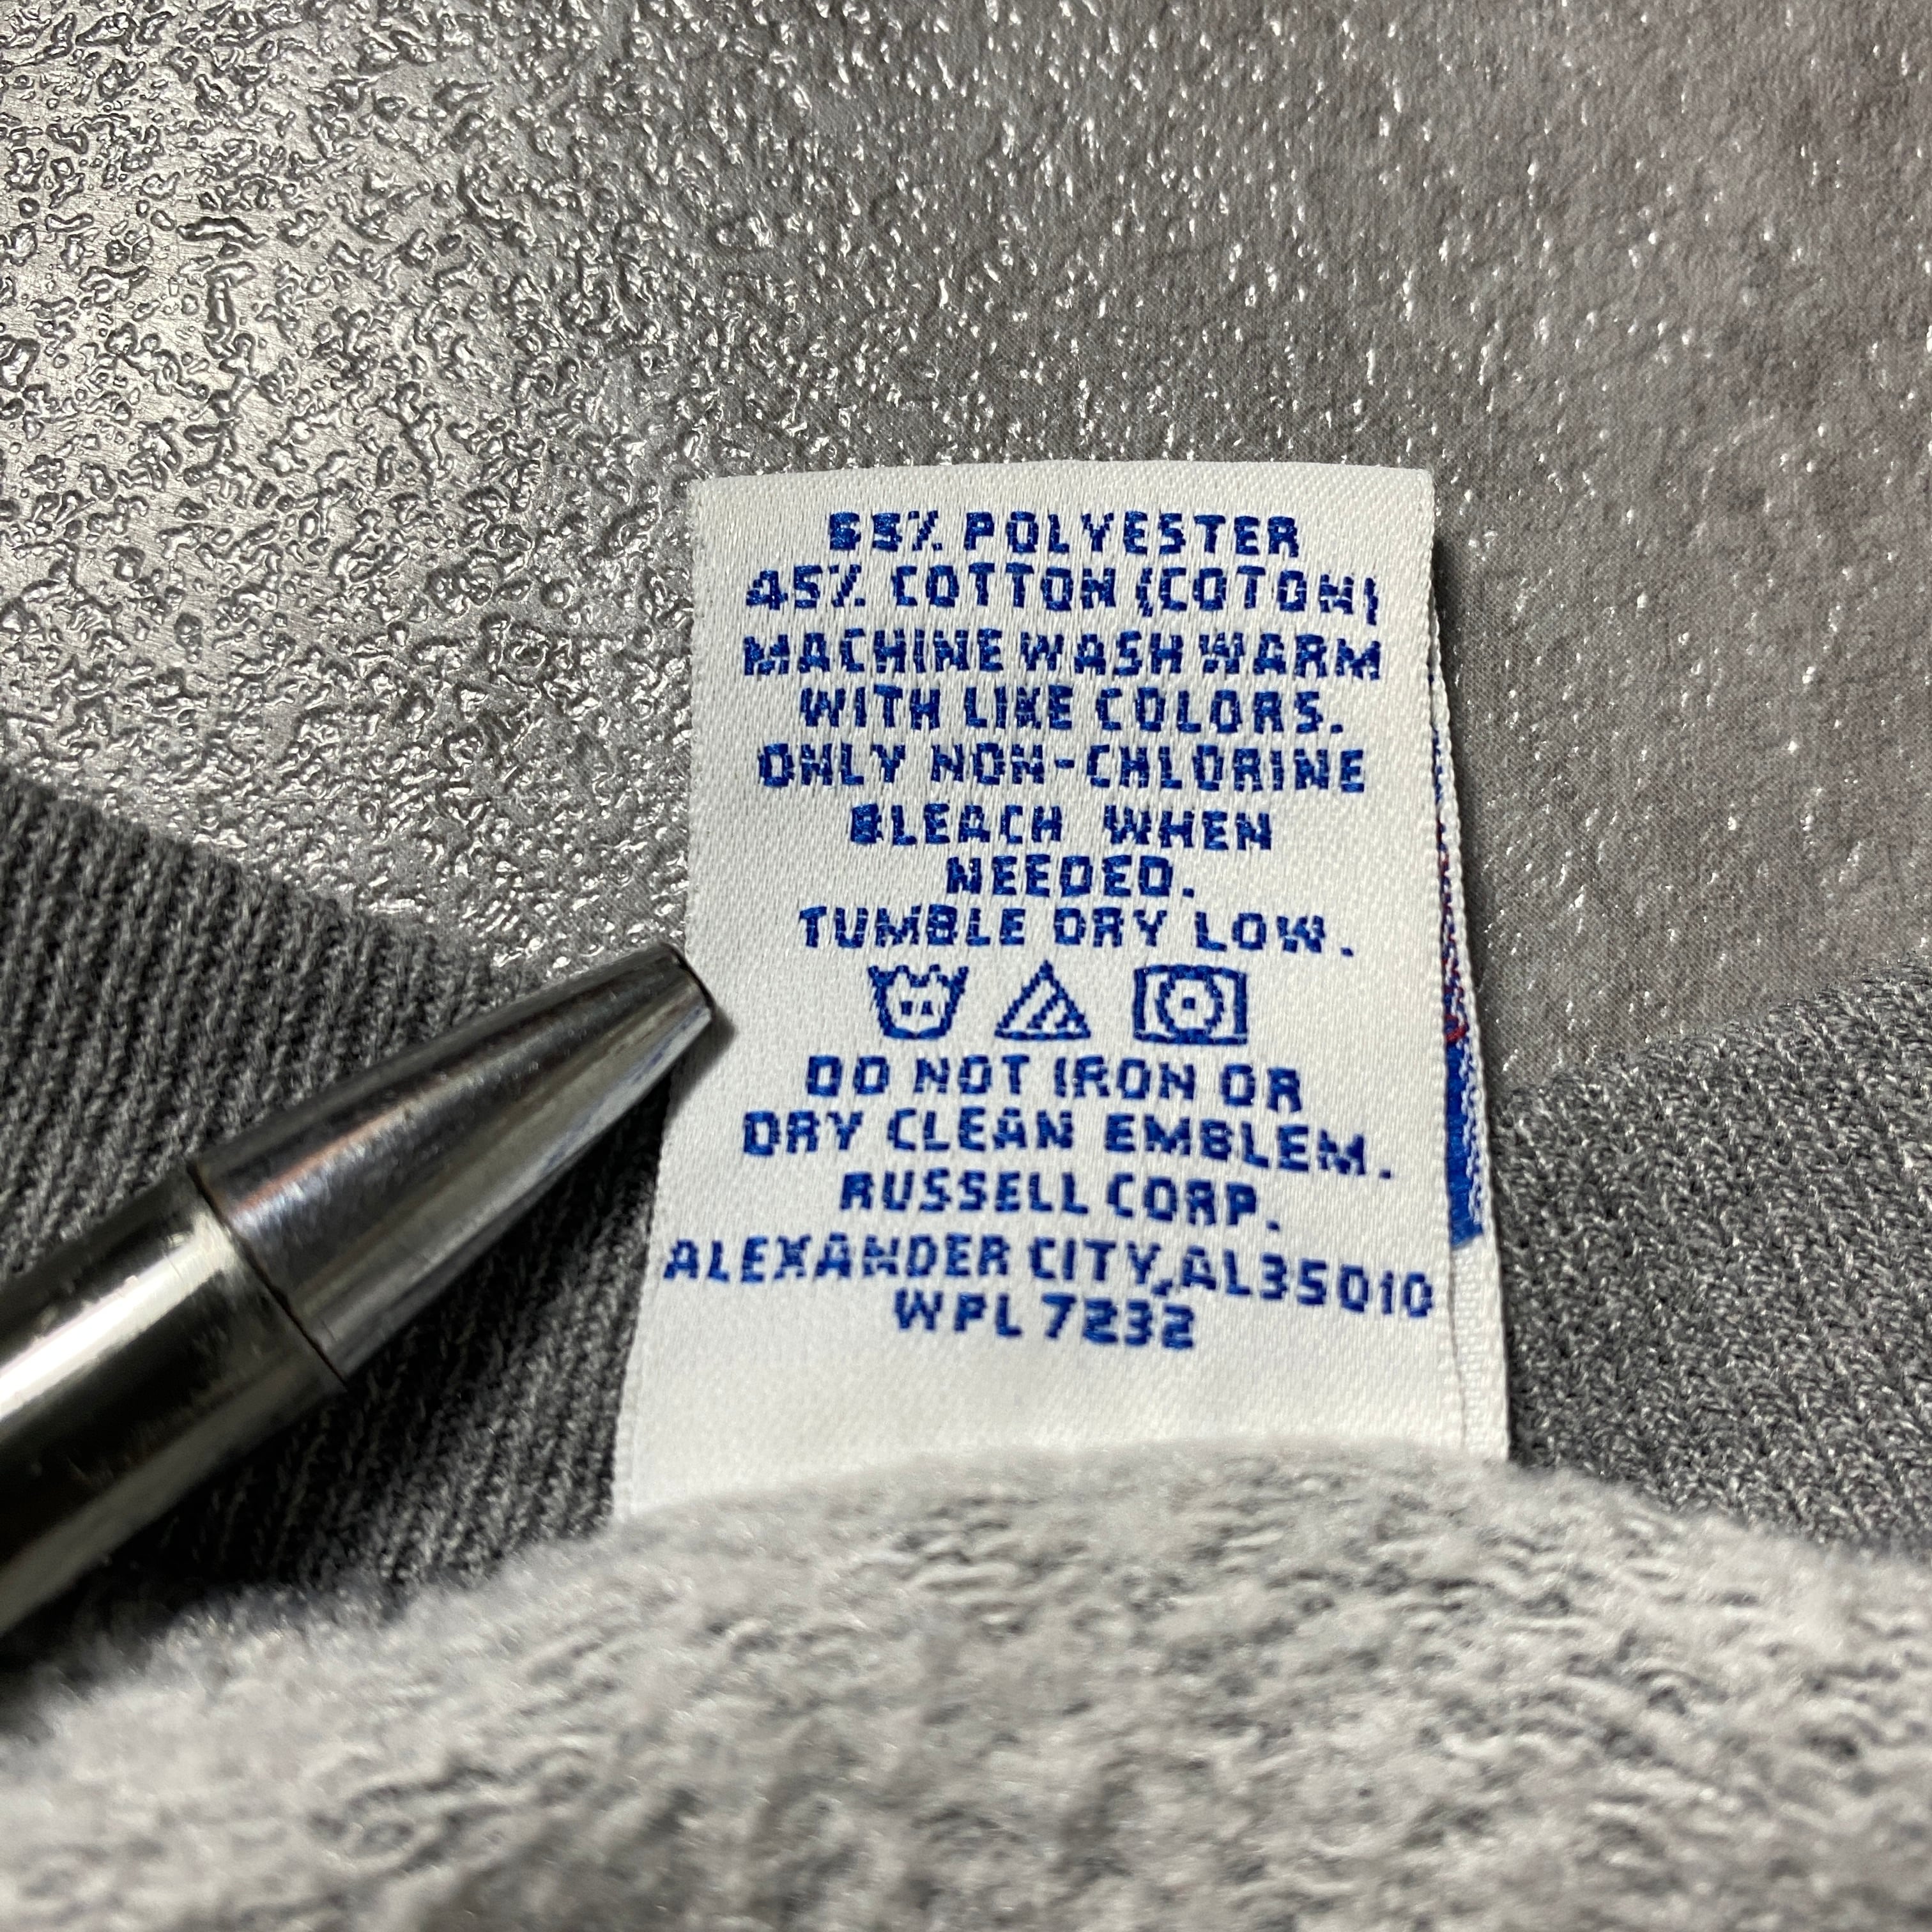 55% POLYESTER
45% COTTON (COTON)
MACHINE WASH WARM
WITH LIKE COLORS.
ONLY NON-CHLORINE
BLEACH WHEN
NEEDED.
TUMBLE DRY LOW.
DO NOT IRON OR
DRY CLEAN EMBLEM.
RUSSELL CORP.
ALEXANDER CITY, AL35010
WPL 7232